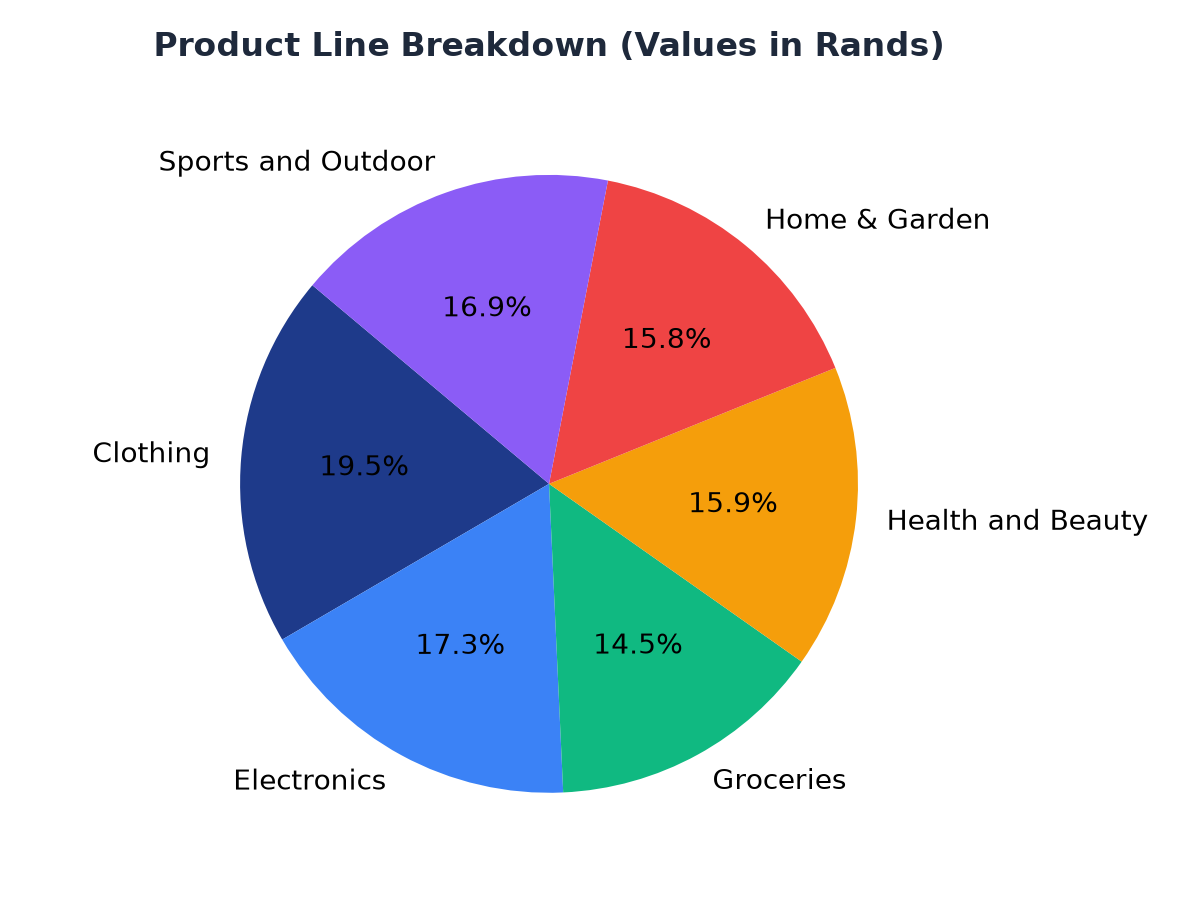 Product Line Breakdown (Values in Rands)
Sports and Outdoor
Home & Garden
16.9%
15.8%
Clothing
19.5%
15.9%
Health and Beauty
17.3%
14.5%
Electronics
Groceries